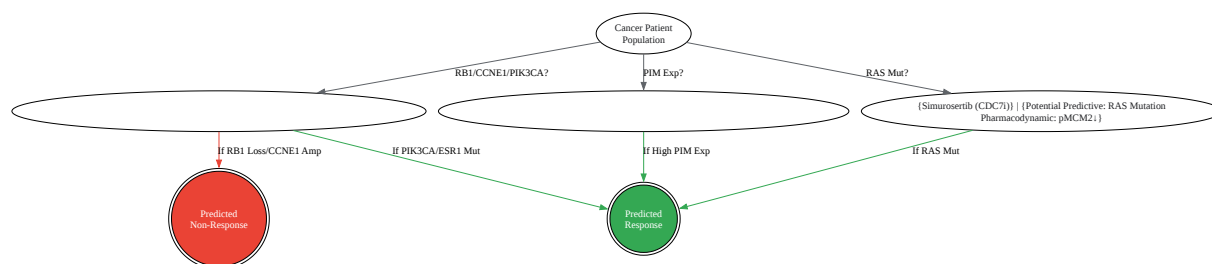 Cancer Patient
Population
RB1/CCNE1/PIK3CA?
PIM Exp?
RAS Mut?
{Simurosertib (CDC7i)} | {Potential Predictive: RAS Mutation
Pharmacodynamic: pMCM2↓}
If RB1 Loss/CCNE1 Amp
If PIK3CA/ESR1 Mut
If High PIM Exp
If RAS Mut
Predicted
Non-Response
Predicted
Response